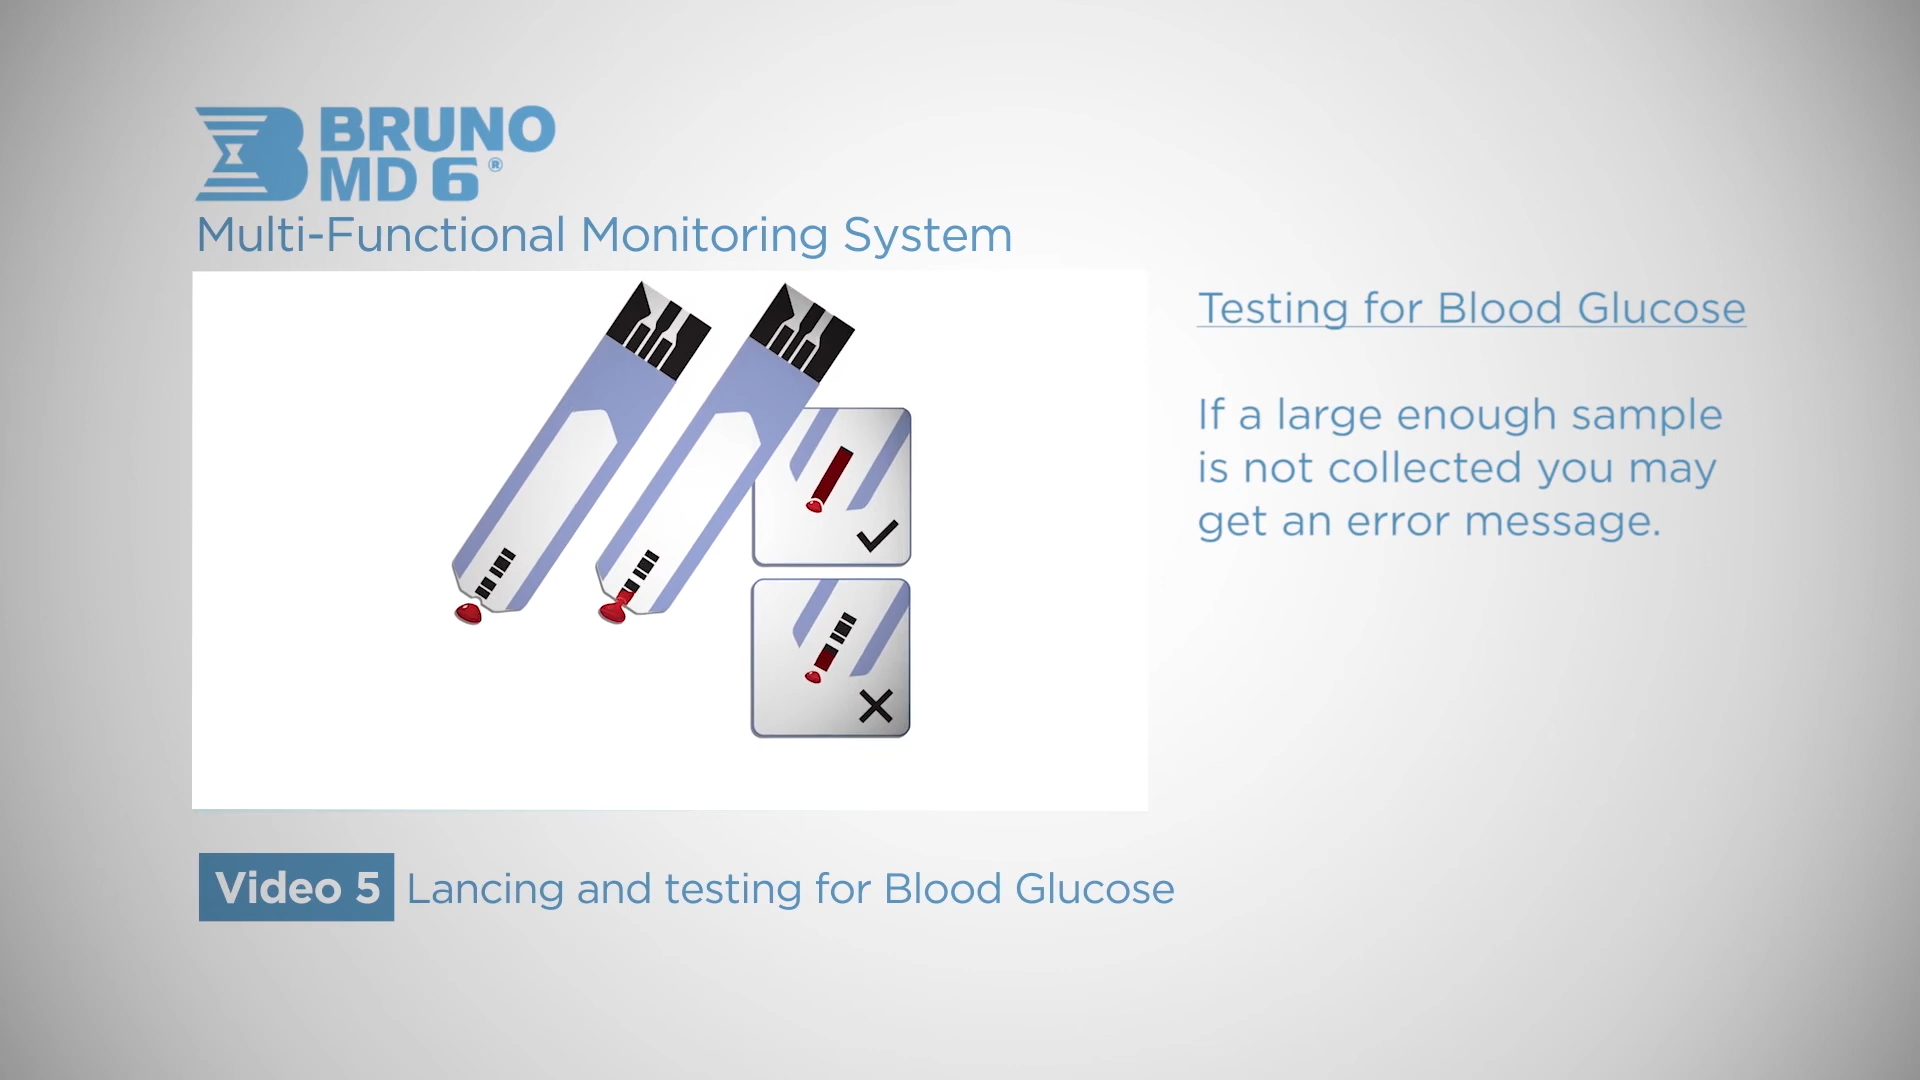 BRUNO
MD 6®
Multi-Functional Monitoring System
Testing for Blood Glucose
If a large enough sample
is not collected you may
get an error message.
Video 5 Lancing and testing for Blood Glucose